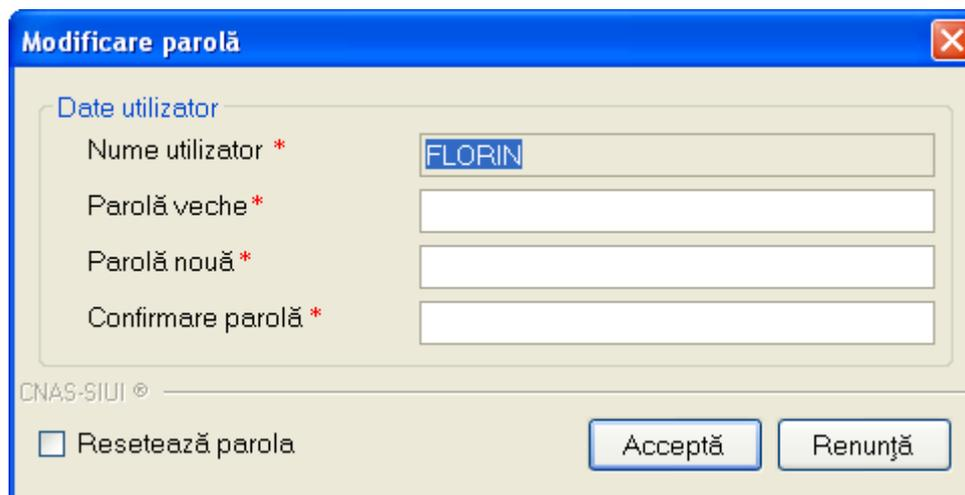 Modificare parolă
Date utilizator
Nume utilizator * FLORIN
Parolă veche *
Parolă nouă *
Confirmare parolă *
CNAS-SIUI ®
Resetează parola Acceptă Renunţă